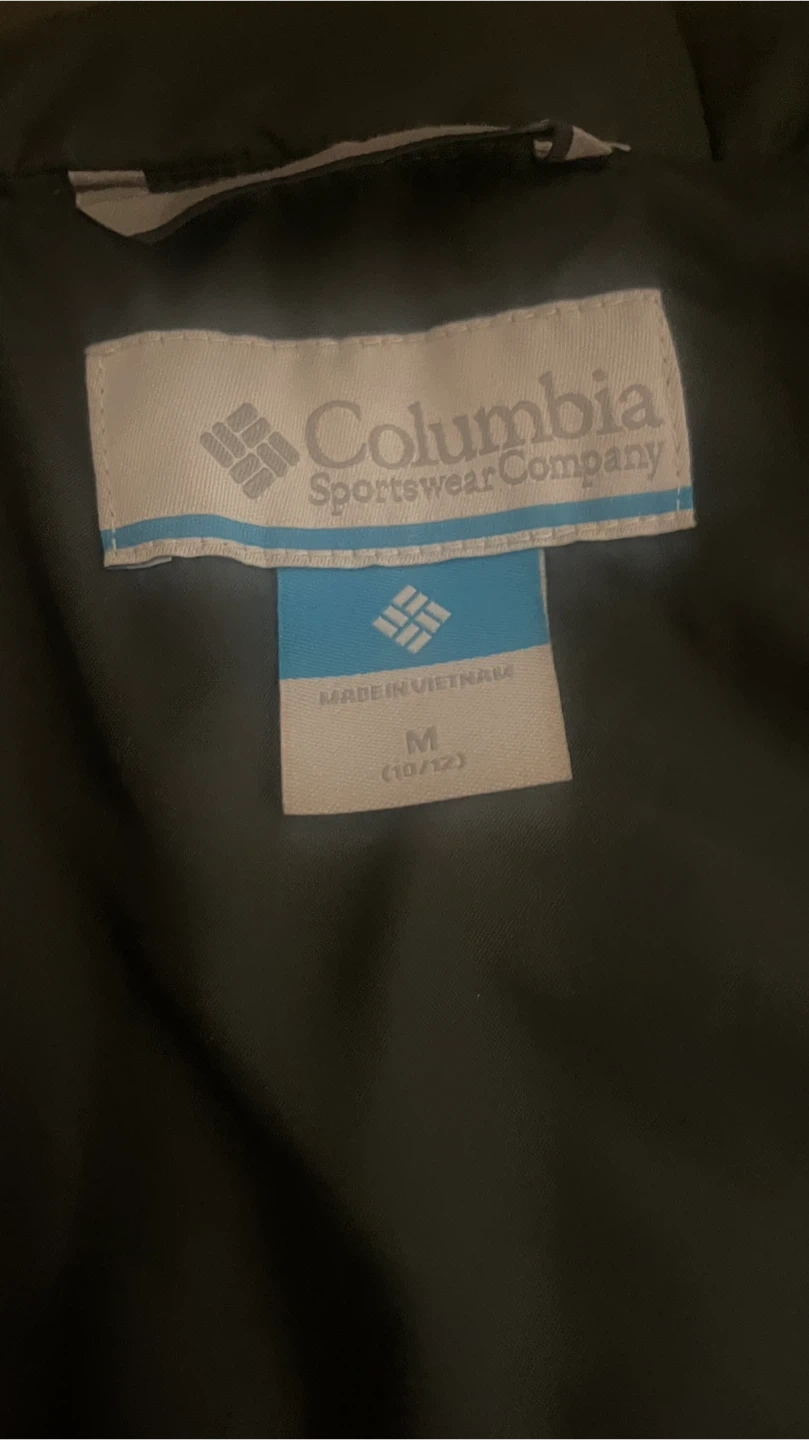 Columbia
Sportswear Company
MADE IN VIETNAM
M
(10/12)